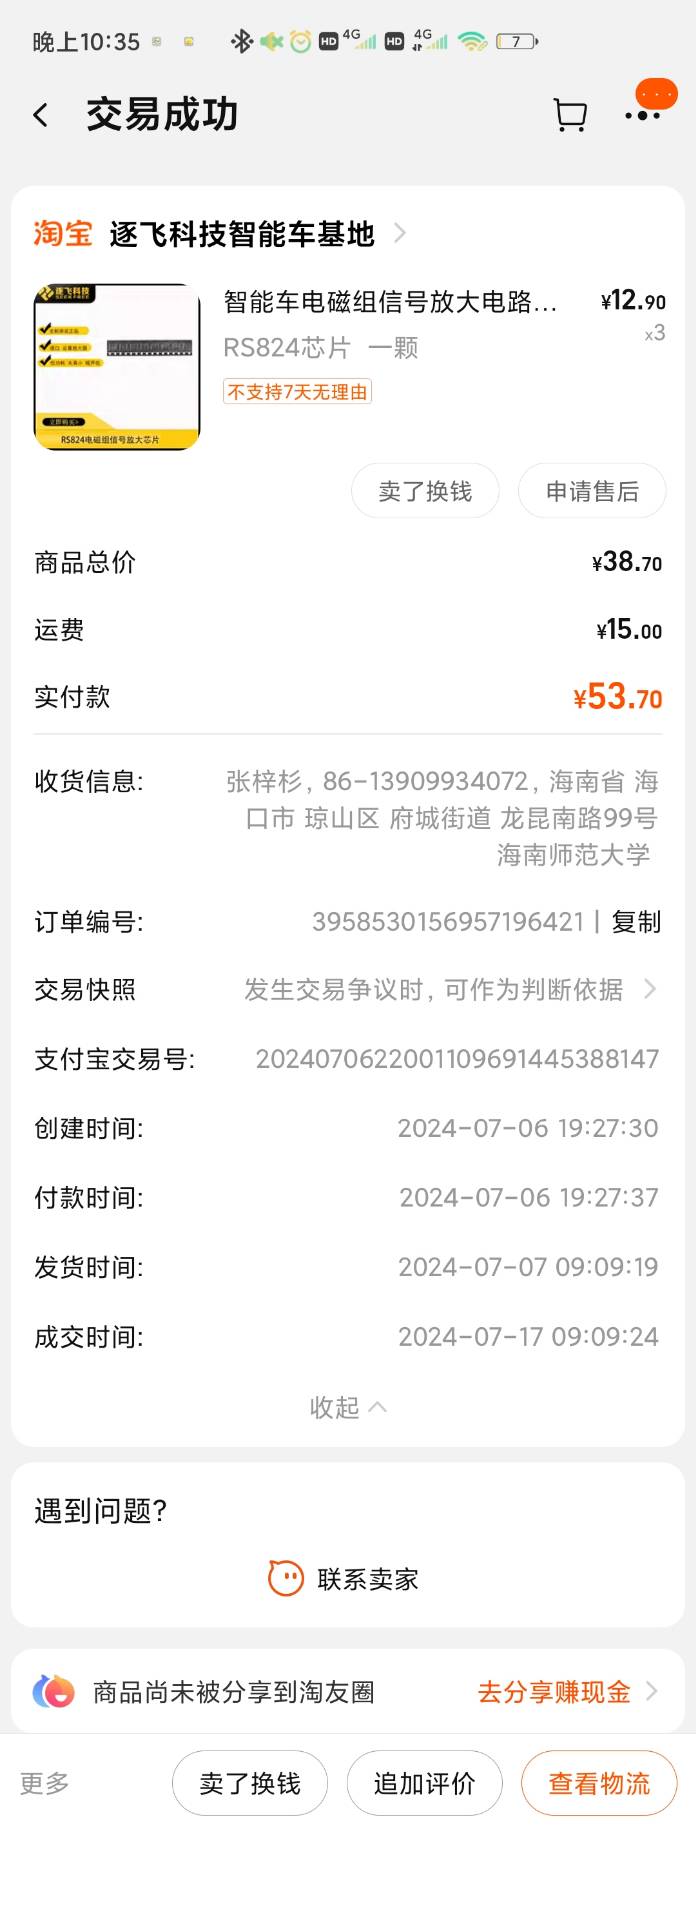 晚上10:35
HD
4G
HD
4G
7
交易成功
淘宝 逐飞科技智能车基地
逐飞科技
SEEKFREE
立即购买>
RS824电磁组信号放大芯片
智能车电磁组信号放大电路... ¥12.90
RS824芯片 一颗 x3
不支持7天无理由
卖了换钱 申请售后
商品总价 ¥38.70
运费 ¥15.00
实付款 ¥53.70
收货信息: 张梓杉, 86-13909934072, 海南省 海
口市 琼山区 府城街道 龙昆南路99号
海南师范大学
订单编号: 3958530156957196421 | 复制
交易快照 发生交易争议时, 可作为判断依据
支付宝交易号: 2024070622001109691445388147
创建时间: 2024-07-06 19:27:30
付款时间: 2024-07-06 19:27:37
发货时间: 2024-07-07 09:09:19
成交时间: 2024-07-17 09:09:24
收起
遇到问题?
联系卖家
商品尚未被分享到淘友圈 去分享赚现金
更多 卖了换钱 追加评价 查看物流